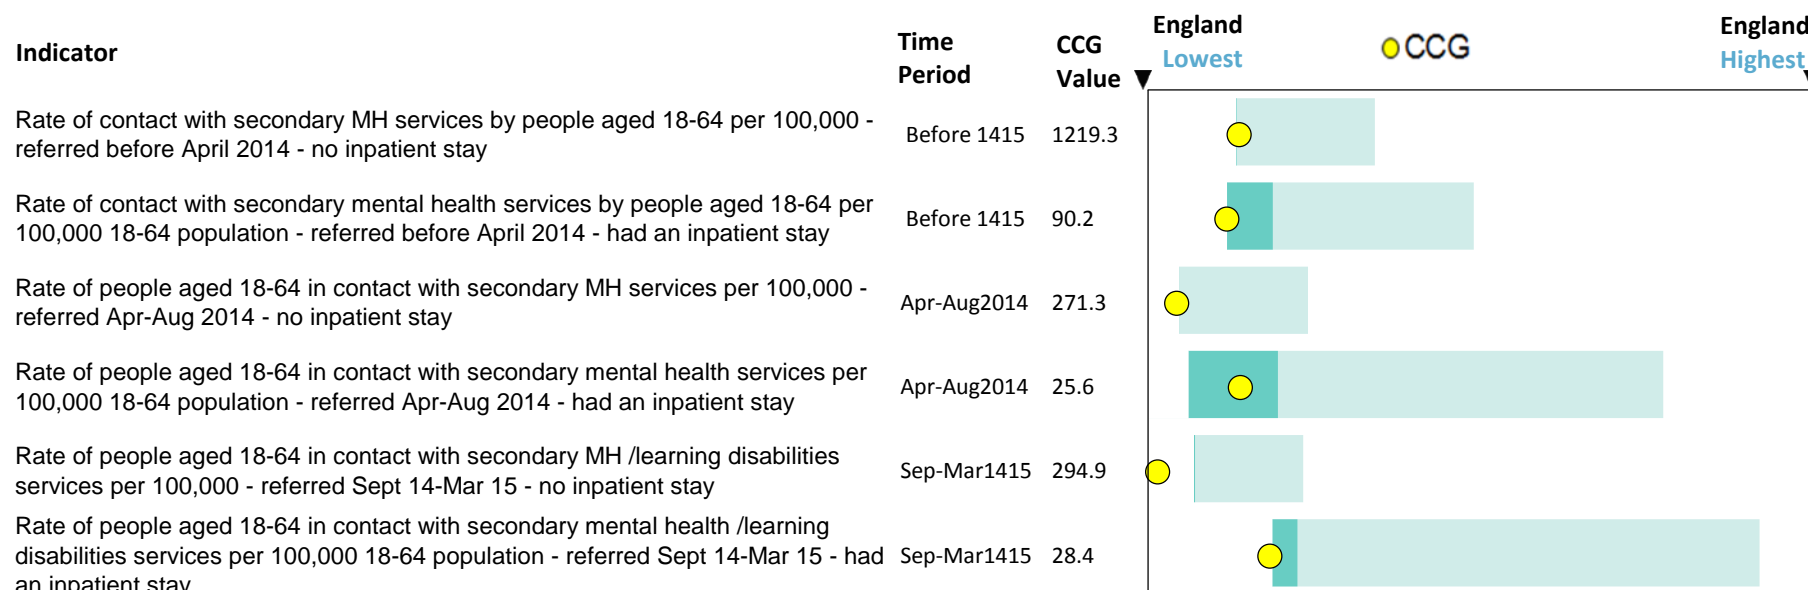 Indicator
Time Period
CCG Value
England Lowest
CCG
England Highest
Rate of contact with secondary MH services by people aged 18-64 per 100,000 -
referred before April 2014 - no inpatient stay
Before 1415
1219.3
Rate of contact with secondary mental health services by people aged 18-64 per
100,000 18-64 population - referred before April 2014 - had an inpatient stay
Before 1415
90.2
Rate of people aged 18-64 in contact with secondary MH services per 100,000 -
referred Apr-Aug 2014 - no inpatient stay
Apr-Aug2014
271.3
Rate of people aged 18-64 in contact with secondary mental health services per
100,000 18-64 population - referred Apr-Aug 2014 - had an inpatient stay
Apr-Aug2014
25.6
Rate of people aged 18-64 in contact with secondary MH /learning disabilities
services per 100,000 - referred Sept 14-Mar 15 - no inpatient stay
Sep-Mar1415
294.9
Rate of people aged 18-64 in contact with secondary mental health /learning
disabilities services per 100,000 18-64 population - referred Sept 14-Mar 15 - had
an inpatient stay
Sep-Mar1415
28.4